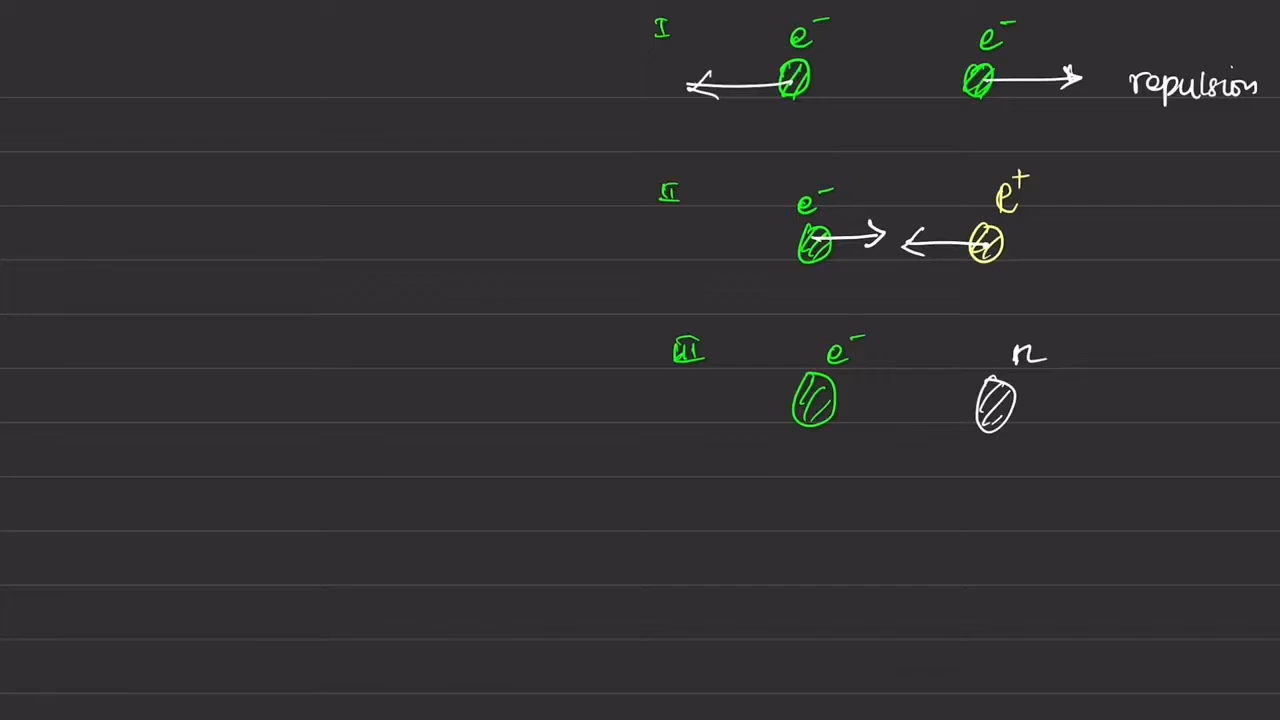 I e⁻ e⁻
repulsion
II e⁻ e⁺
III e⁻ n